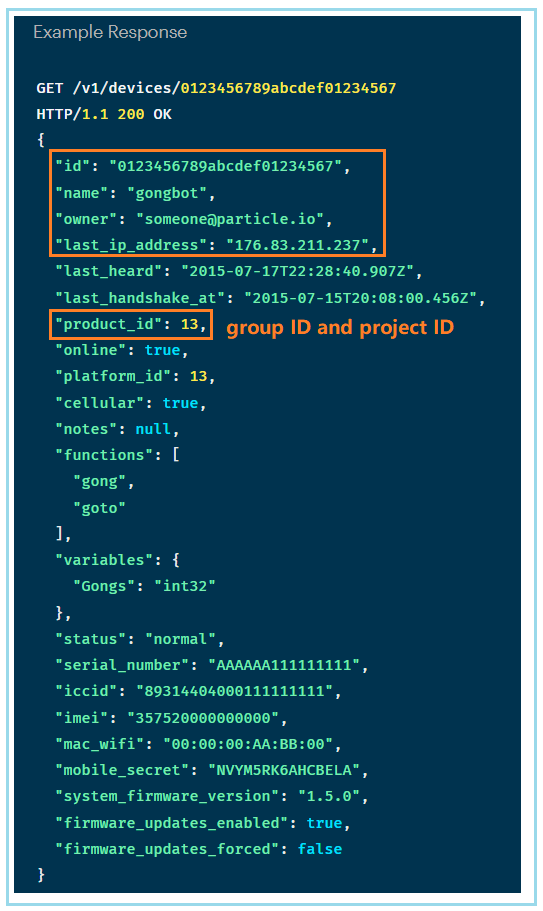 Example Response
GET /v1/devices/0123456789abcdef01234567
HTTP/1.1 200 OK
{
"id": "0123456789abcdef01234567",
"name": "gongbot",
"owner": "someone@particle.io",
"last_ip_address": "176.83.211.237",
"last_heard": "2015-07-17T22:28:40.907Z",
"last_handshake_at": "2015-07-15T20:08:00.456Z",
"product_id": 13, group ID and project ID
"online": true,
"platform_id": 13,
"cellular": true,
"notes": null,
"functions": [
"gong",
"goto"
],
"variables": {
"Gongs": "int32"
},
"status": "normal",
"serial_number": "AAAAAA111111111",
"iccid": "89314404000111111111",
"imei": "357520000000000",
"mac_wifi": "00:00:00:AA:BB:00",
"mobile_secret": "NVYM5RK6AHCBELA",
"system_firmware_version": "1.5.0",
"firmware_updates_enabled": true,
"firmware_updates_forced": false
}